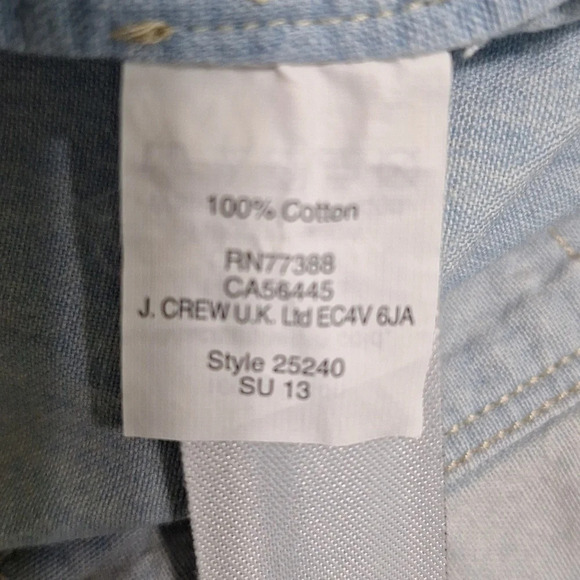 100% Cotton
RN77388
CA56445
J. CREW U.K. Ltd EC4V 6JA
Style 25240
SU 13